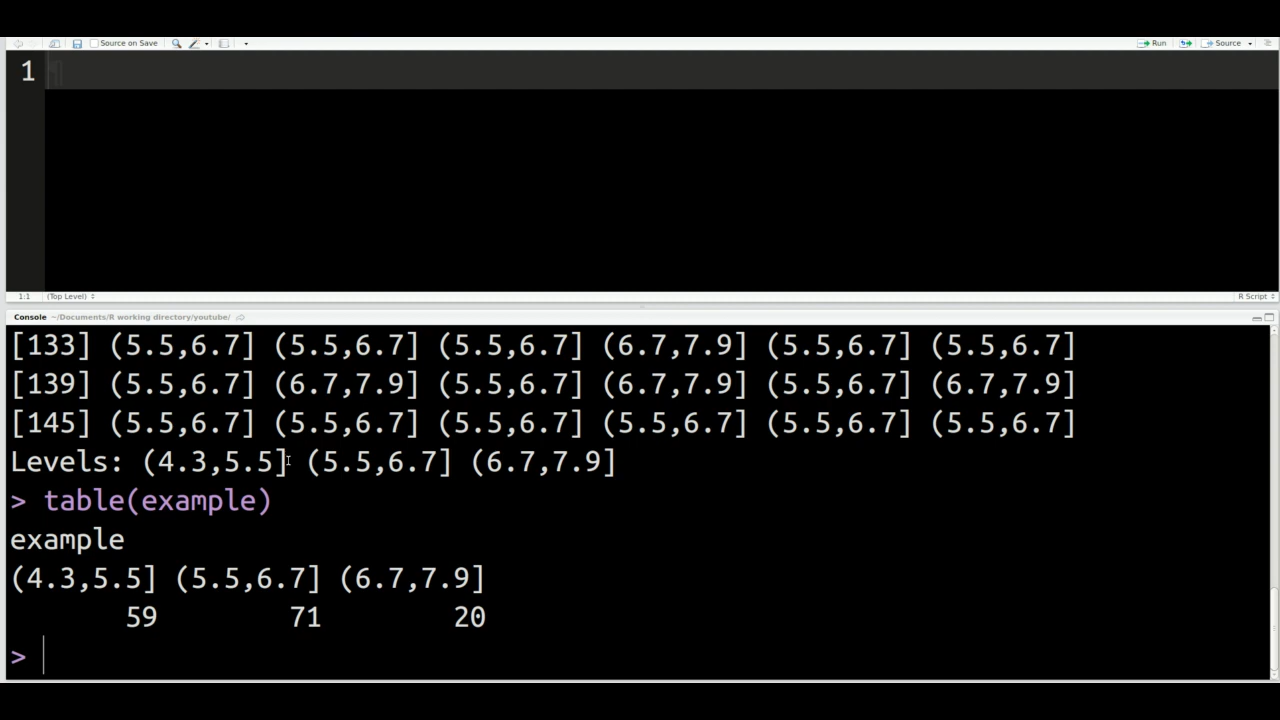 Source on Save
Run
Source
1
1:1
(Top Level)
R Script
Console ~/Documents/R working directory/youtube/
[133] (5.5,6.7] (5.5,6.7] (5.5,6.7] (6.7,7.9] (5.5,6.7] (5.5,6.7]
[139] (5.5,6.7] (6.7,7.9] (5.5,6.7] (6.7,7.9] (5.5,6.7] (6.7,7.9]
[145] (5.5,6.7] (5.5,6.7] (5.5,6.7] (5.5,6.7] (5.5,6.7] (5.5,6.7]
Levels: (4.3,5.5] (5.5,6.7] (6.7,7.9]
> table(example)
example
(4.3,5.5] (5.5,6.7] (6.7,7.9]
59 71 20
>